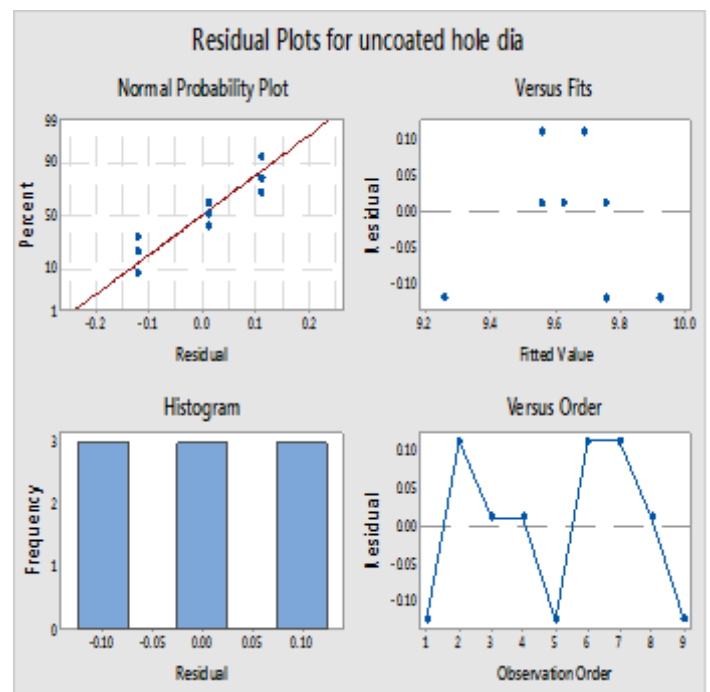 Residual Plots for uncoated hole dia
Normal Probability Plot
99
90
50
10
1
Percent
-0.2 -0.1 0.0 0.1 0.2
Residual
Versus Fits
0.10
0.05
0.00
-0.05
-0.10
Residual
9.2 9.4 9.6 9.8 10.0
Fitted Value
Histogram
3
2
1
0
Frequency
-0.10 -0.05 0.00 0.05 0.10
Residual
Versus Order
0.10
0.05
0.00
-0.05
-0.10
Residual
1 2 3 4 5 6 7 8 9
Observation Order